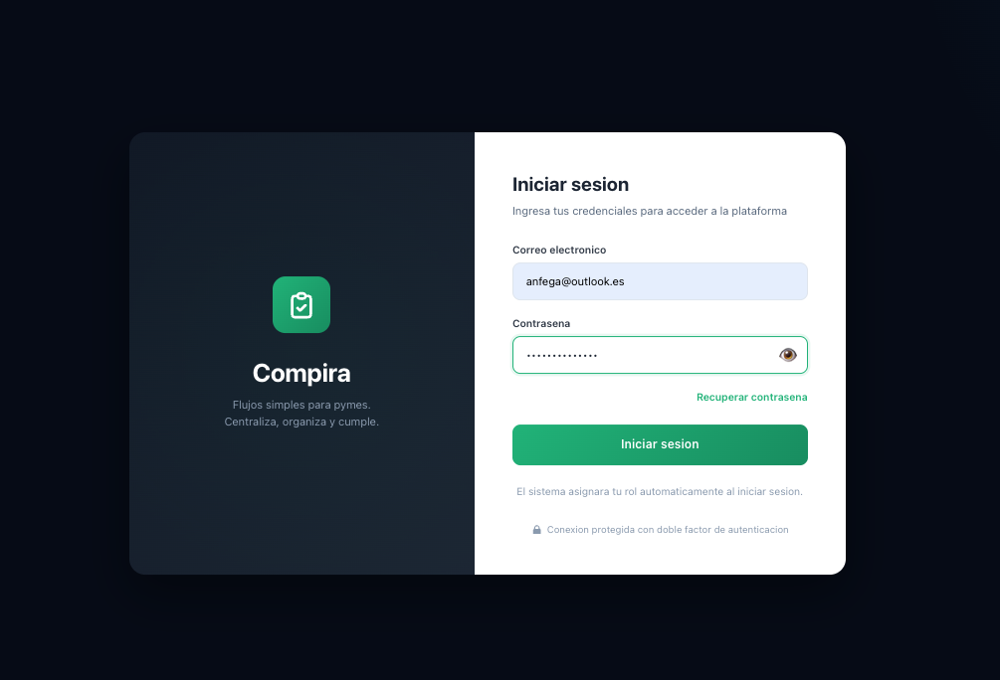 Compira
Flujos simples para pymes.
Centraliza, organiza y cumple.
Iniciar sesion
Ingresa tus credenciales para acceder a la plataforma
Correo electronico
anfega@outlook.es
Contrasena
••••••••••••••
Recuperar contrasena
Iniciar sesion
El sistema asignara tu rol automaticamente al iniciar sesion.
Conexion protegida con doble factor de autenticacion